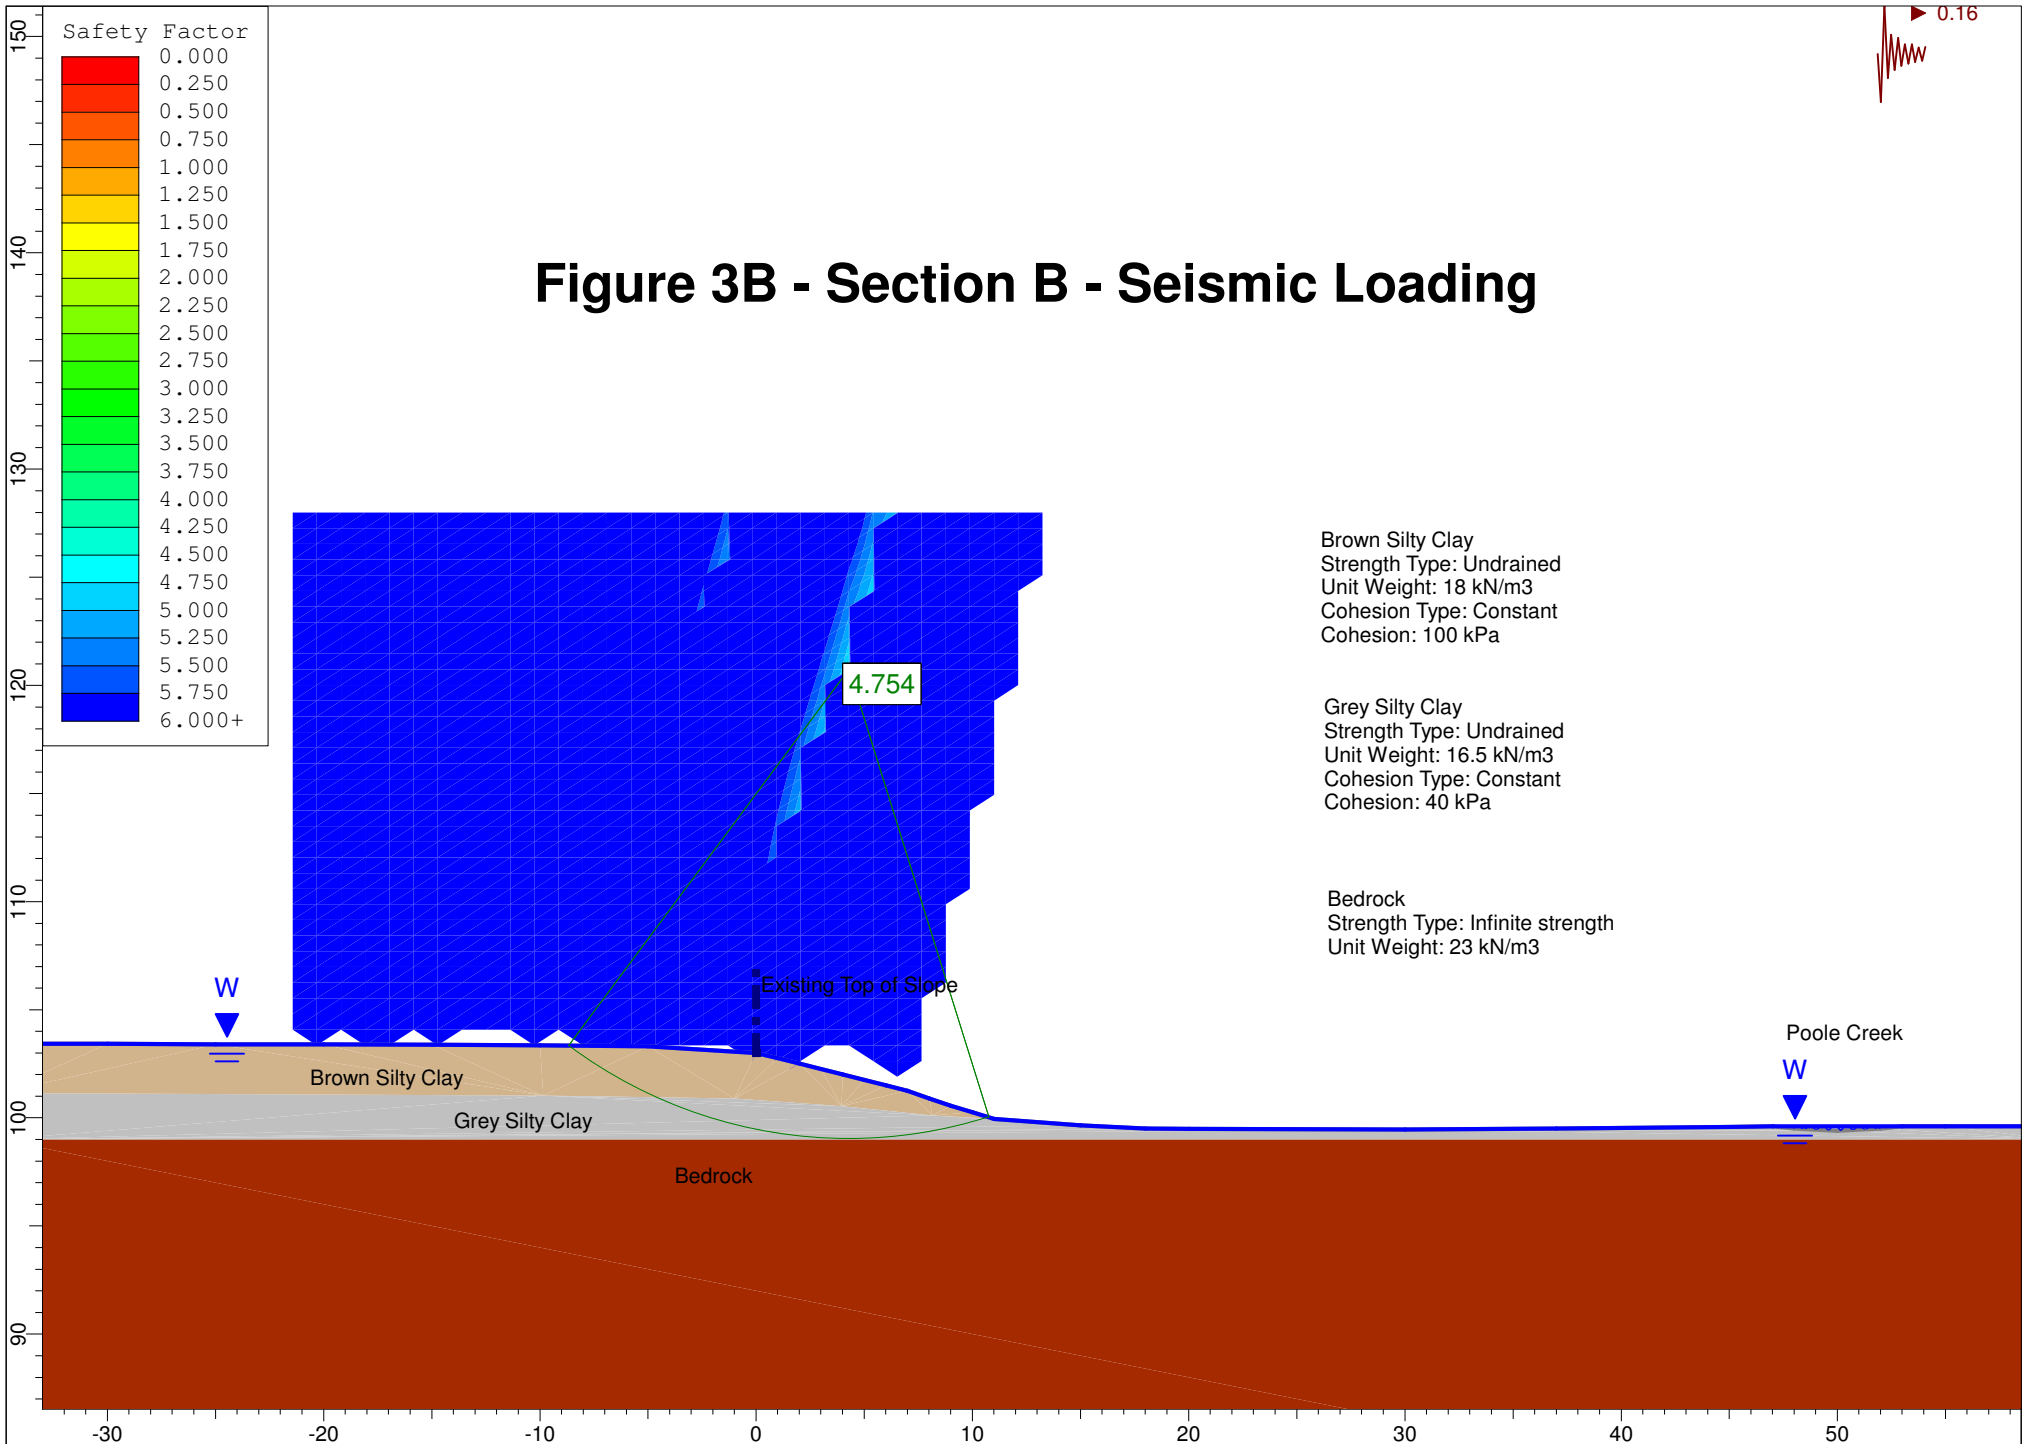 Safety Factor
0.000
0.250
0.500
0.750
1.000
1.250
1.500
1.750
2.000
2.250
2.500
2.750
3.000
3.250
3.500
3.750
4.000
4.250
4.500
4.750
5.000
5.250
5.500
5.750
6.000+
0.16
Figure 3B - Section B - Seismic Loading
Brown Silty Clay
Strength Type: Undrained
Unit Weight: 18 kN/m3
Cohesion Type: Constant
Cohesion: 100 kPa
Grey Silty Clay
Strength Type: Undrained
Unit Weight: 16.5 kN/m3
Cohesion Type: Constant
Cohesion: 40 kPa
Bedrock
Strength Type: Infinite strength
Unit Weight: 23 kN/m3
4.754
Existing Top of Slope
W
Poole Creek
W
Brown Silty Clay
Grey Silty Clay
Bedrock
150
140
130
120
110
100
90
-30
-20
-10
0
10
20
30
40
50